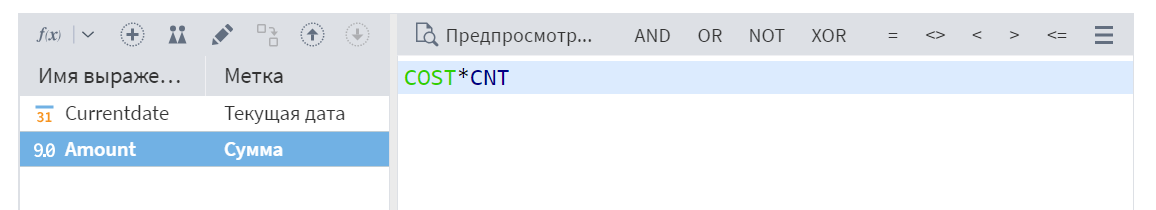 f(x) Предпросмотр... AND OR NOT XOR = <> < > <=
Имя выраже... Метка
COST*CNT
31 Currentdate Текущая дата
9.0 Amount Сумма